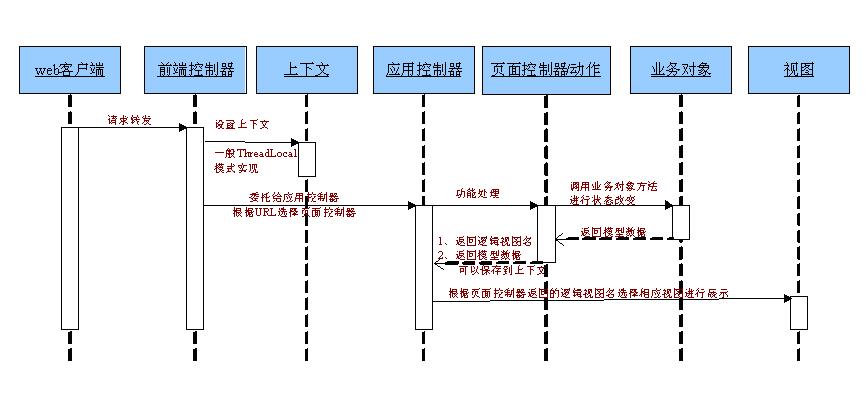 web客户端
前端控制器
上下文
应用控制器
页面控制器/动作
业务对象
视图
请求转发
设置上下文
一般ThreadLocal
模式实现
委托给应用控制器
根据URL选择页面控制器
功能处理
调用业务对象方法
进行状态改变
返回模型数据
1、返回逻辑视图名
2、返回模型数据
可以保存到上下文
根据页面控制器返回的逻辑视图名选择相应视图进行展示